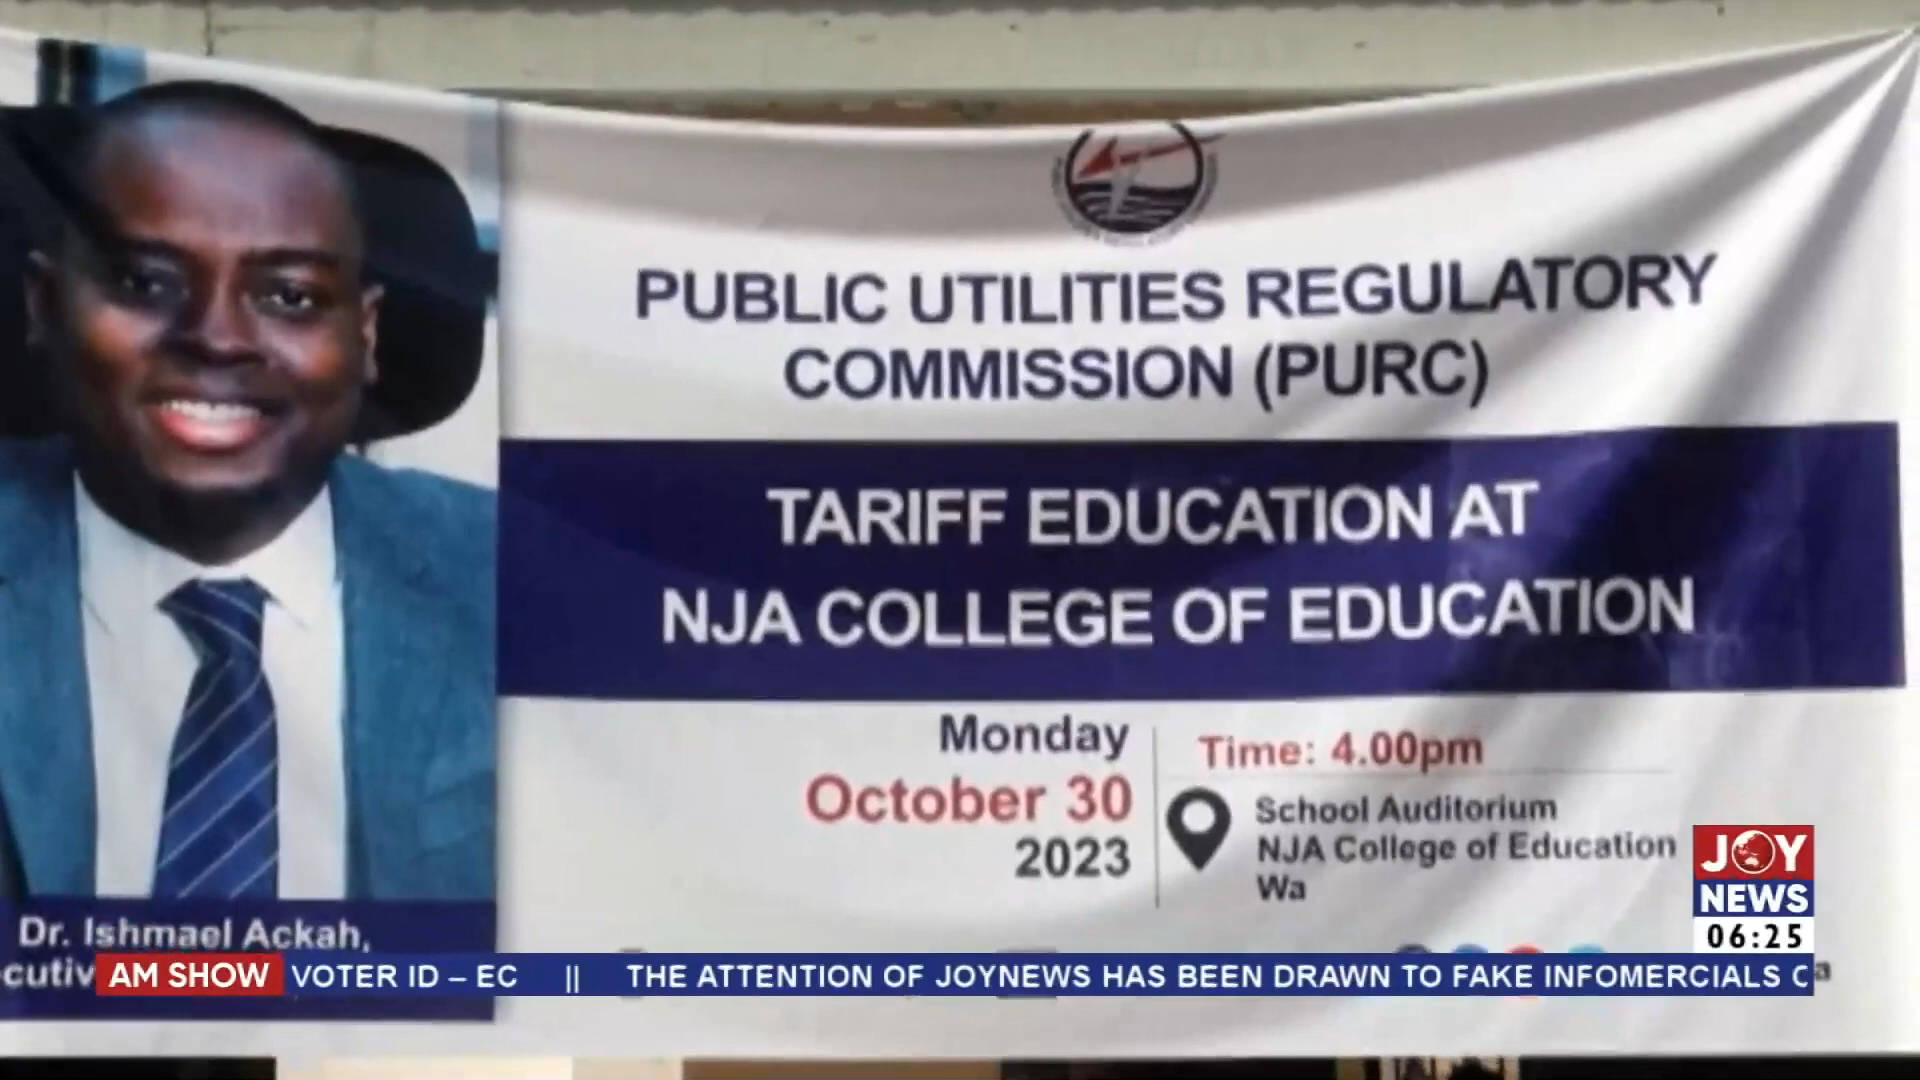 PUBLIC UTILITIES REGULATORY
COMMISSION (PURC)
TARIFF EDUCATION AT
NJA COLLEGE OF EDUCATION
Monday
October 30
2023
Time: 4.00pm
School Auditorium
NJA College of Education
Wa
Dr. Ishmael Ackah,
cutiv
JOY
NEWS
06:25
AM SHOW VOTER ID – EC || THE ATTENTION OF JOYNEWS HAS BEEN DRAWN TO FAKE INFOMERCIALS